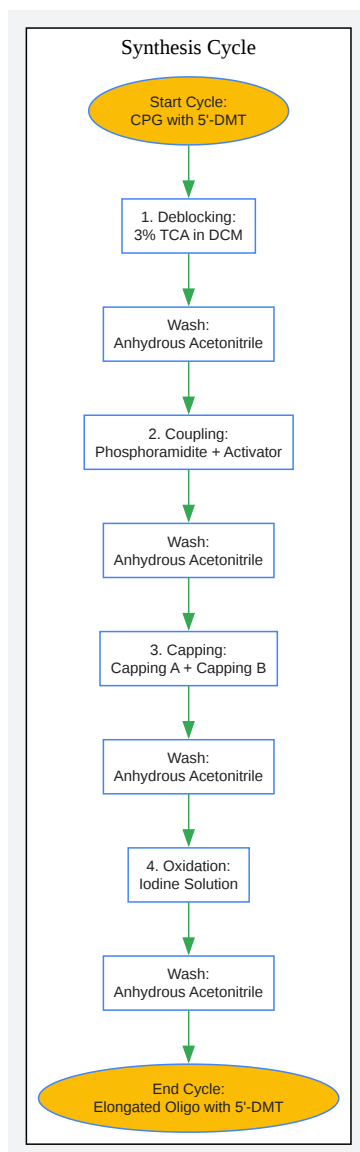 Synthesis Cycle
Start Cycle:
CPG with 5'-DMT
1. Deblocking:
3% TCA in DCM
Wash:
Anhydrous Acetonitrile
2. Coupling:
Phosphoramidite + Activator
Wash:
Anhydrous Acetonitrile
3. Capping:
Capping A + Capping B
Wash:
Anhydrous Acetonitrile
4. Oxidation:
Iodine Solution
Wash:
Anhydrous Acetonitrile
End Cycle:
Elongated Oligo with 5'-DMT